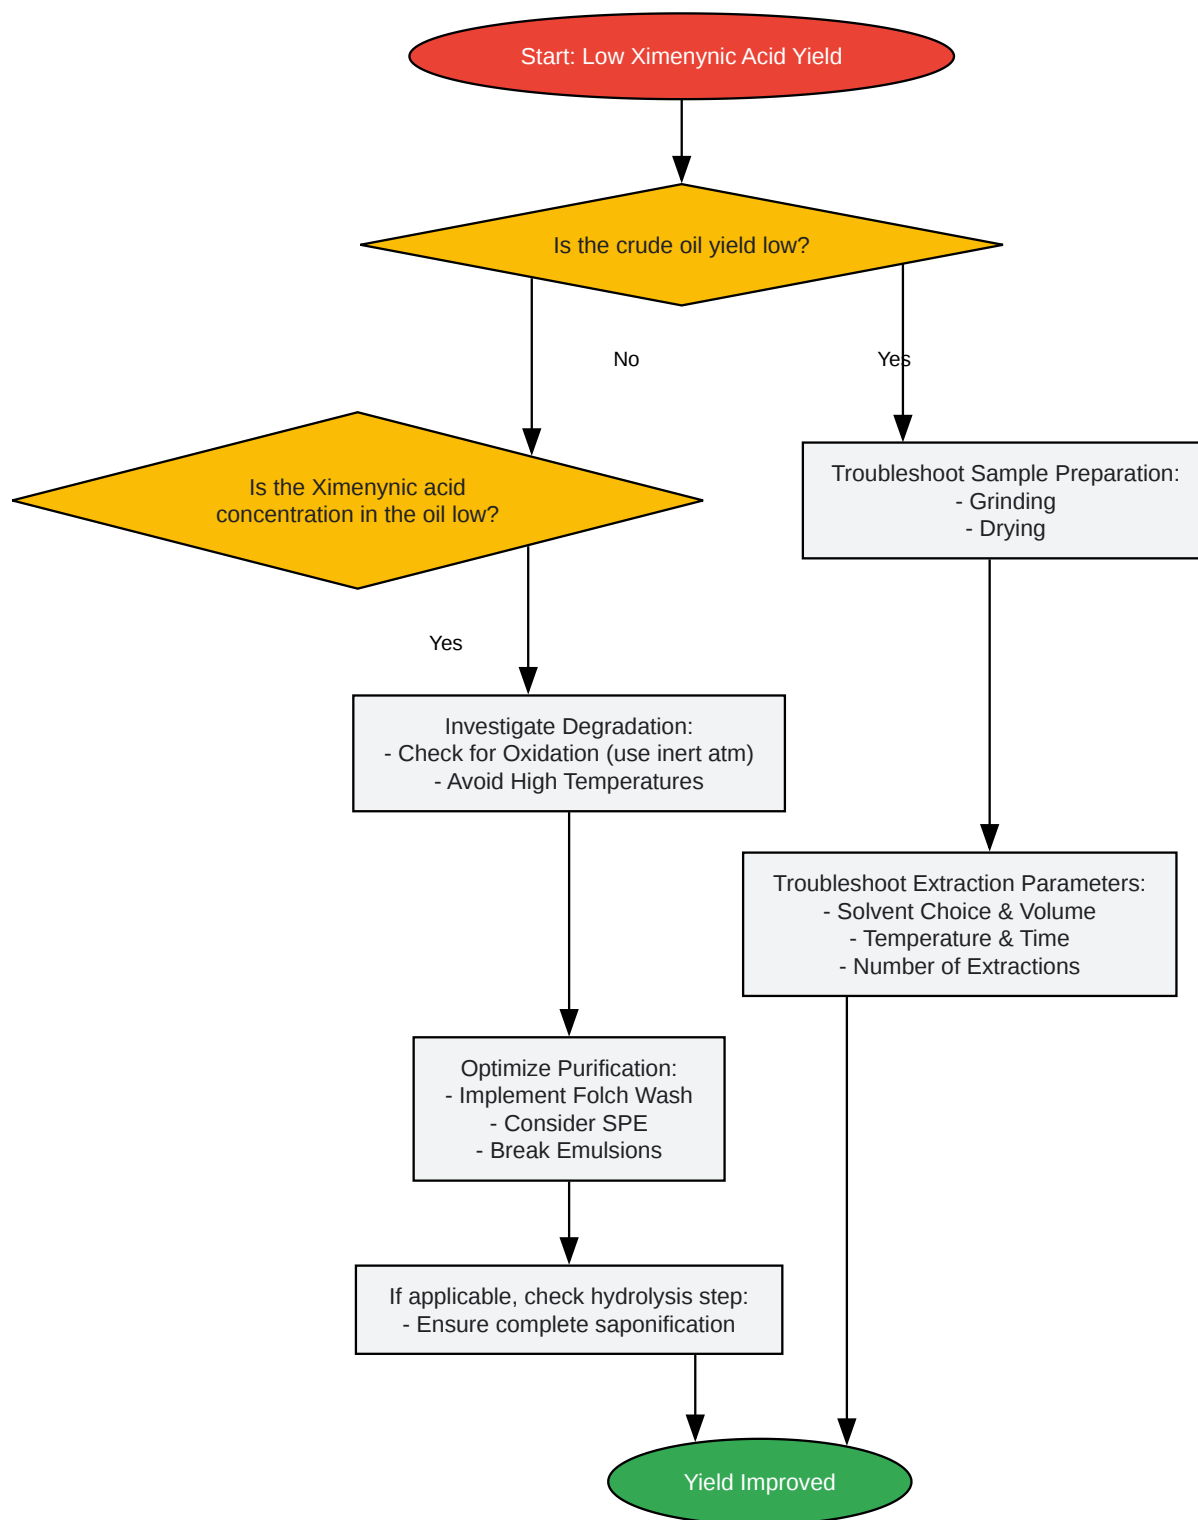 Start: Low Ximenynic Acid Yield
Is the crude oil yield low?
No
Yes
Is the Ximenynic acid
concentration in the oil low?
Troubleshoot Sample Preparation:
- Grinding
- Drying
Yes
Investigate Degradation:
- Check for Oxidation (use inert atm)
- Avoid High Temperatures
Troubleshoot Extraction Parameters:
- Solvent Choice & Volume
- Temperature & Time
- Number of Extractions
Optimize Purification:
- Implement Folch Wash
- Consider SPE
- Break Emulsions
If applicable, check hydrolysis step:
- Ensure complete saponification
Yield Improved